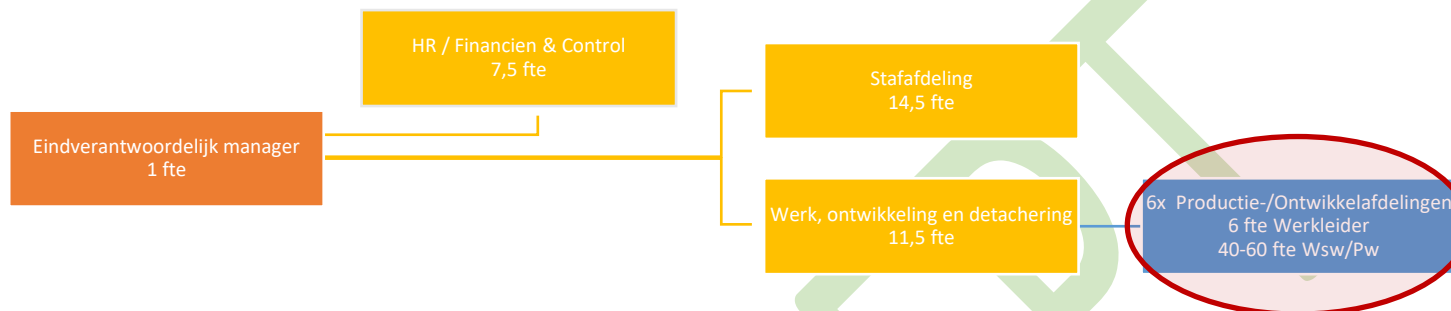 HR / Financien & Control
7,5 fte
Stafafdeling
14,5 fte
Eindverantwoordelijk manager
1 fte
Werk, ontwikkeling en detachering
11,5 fte
6x Productie-/Ontwikkelafdelingen
6 fte Werkleider
40-60 fte Wsw/Pw